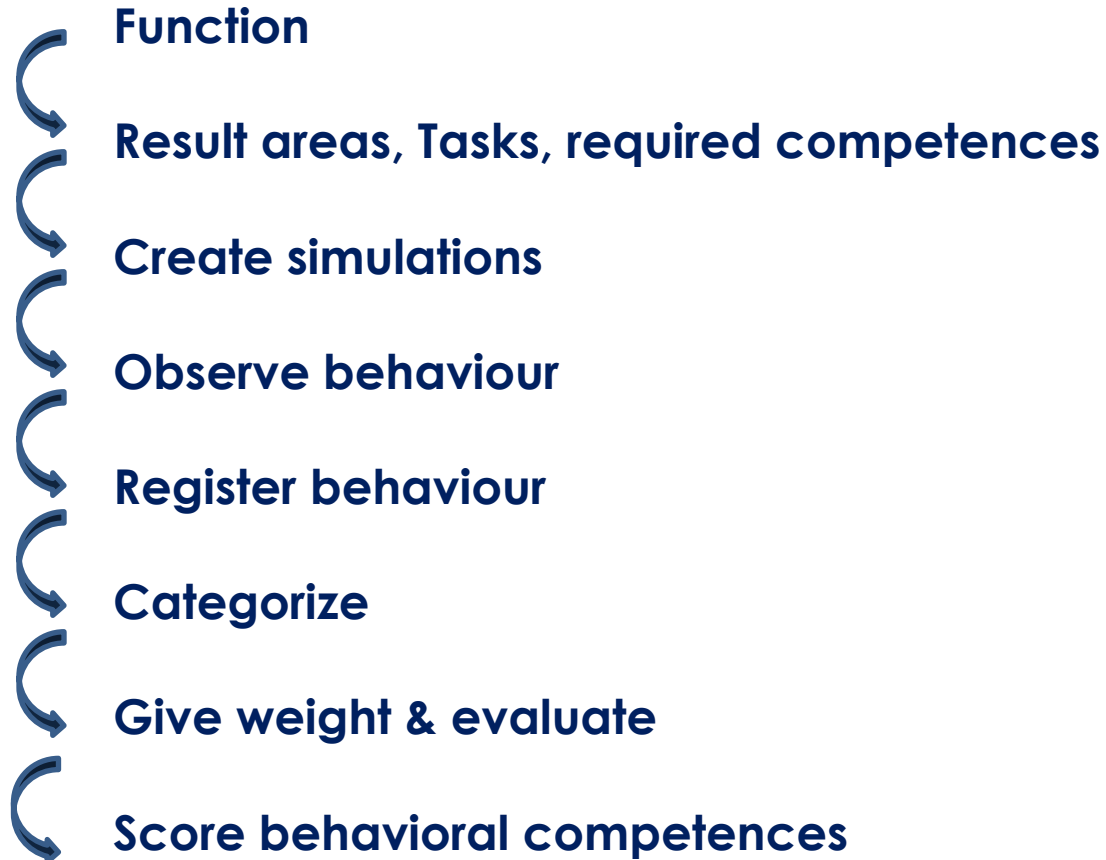 Function
Result areas, Tasks, required competences
Create simulations
Observe behaviour
Register behaviour
Categorize
Give weight & evaluate
Score behavioral competences